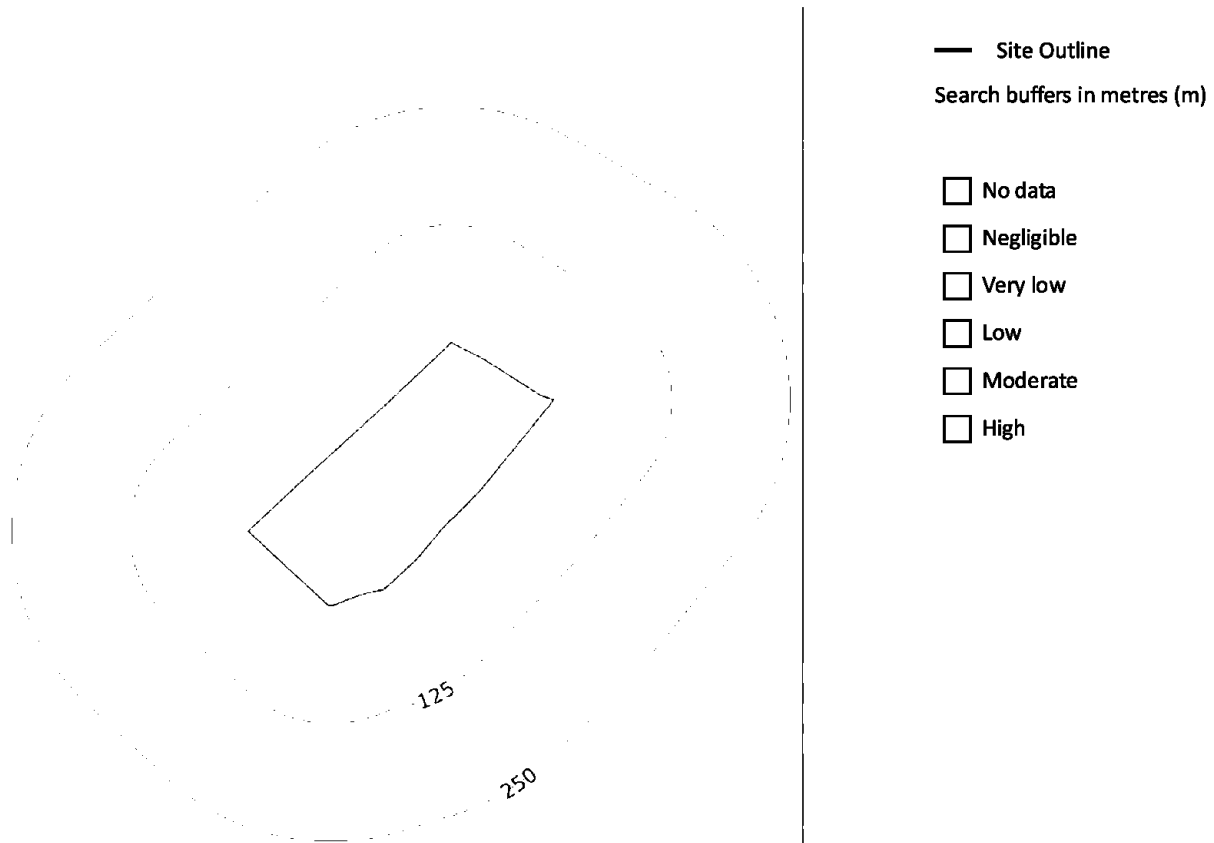 Site Outline
Search buffers in metres (m)
No data
Negligible
Very low
Low
Moderate
High
125
250